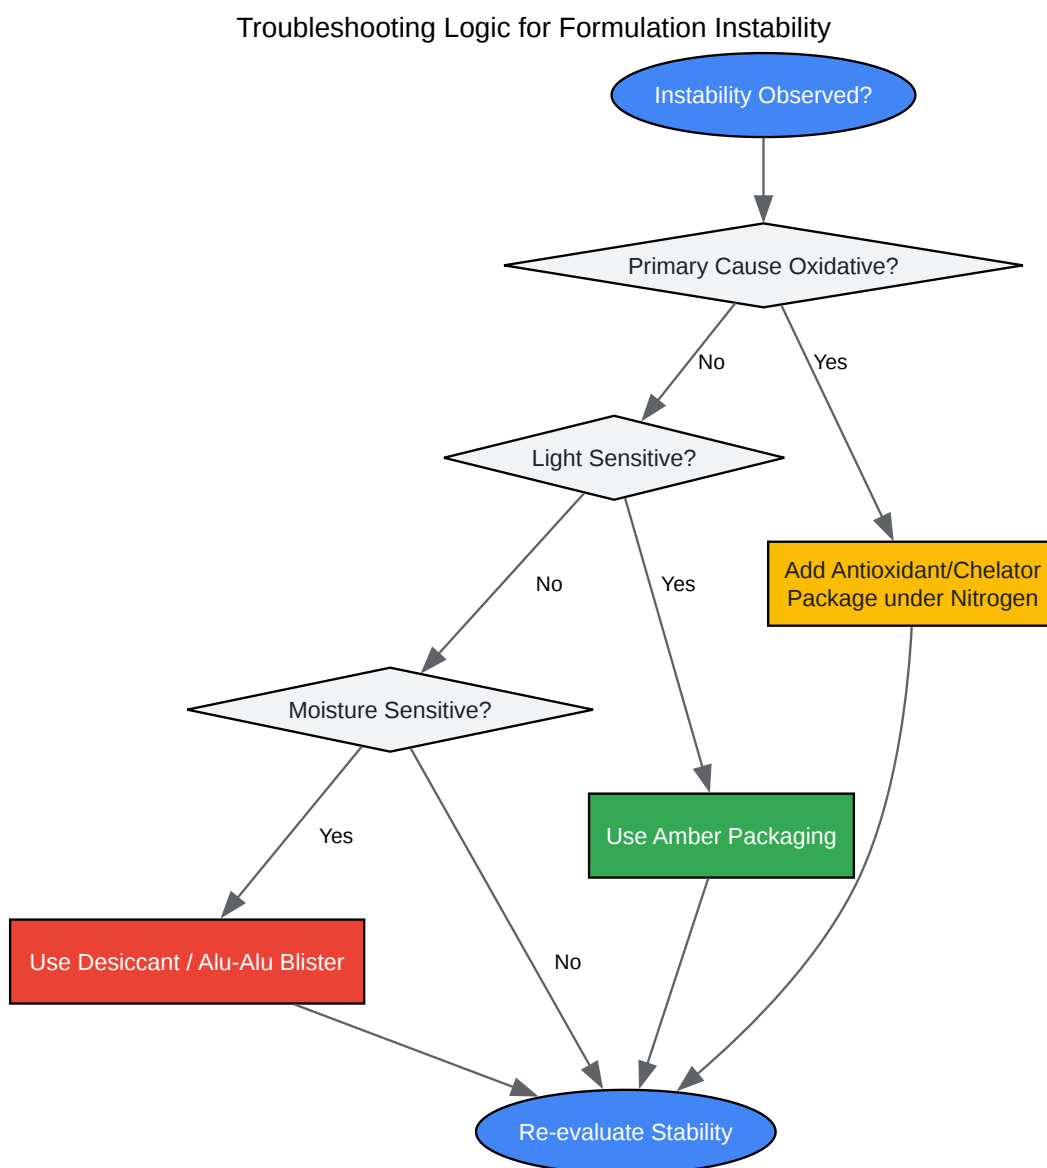 Troubleshooting Logic for Formulation Instability
Instability Observed?
Primary Cause Oxidative?
No
Yes
Light Sensitive?
No
Yes
Add Antioxidant/Chelator
Package under Nitrogen
Moisture Sensitive?
Yes
No
Use Amber Packaging
Use Desiccant / Alu-Alu Blister
Re-evaluate Stability